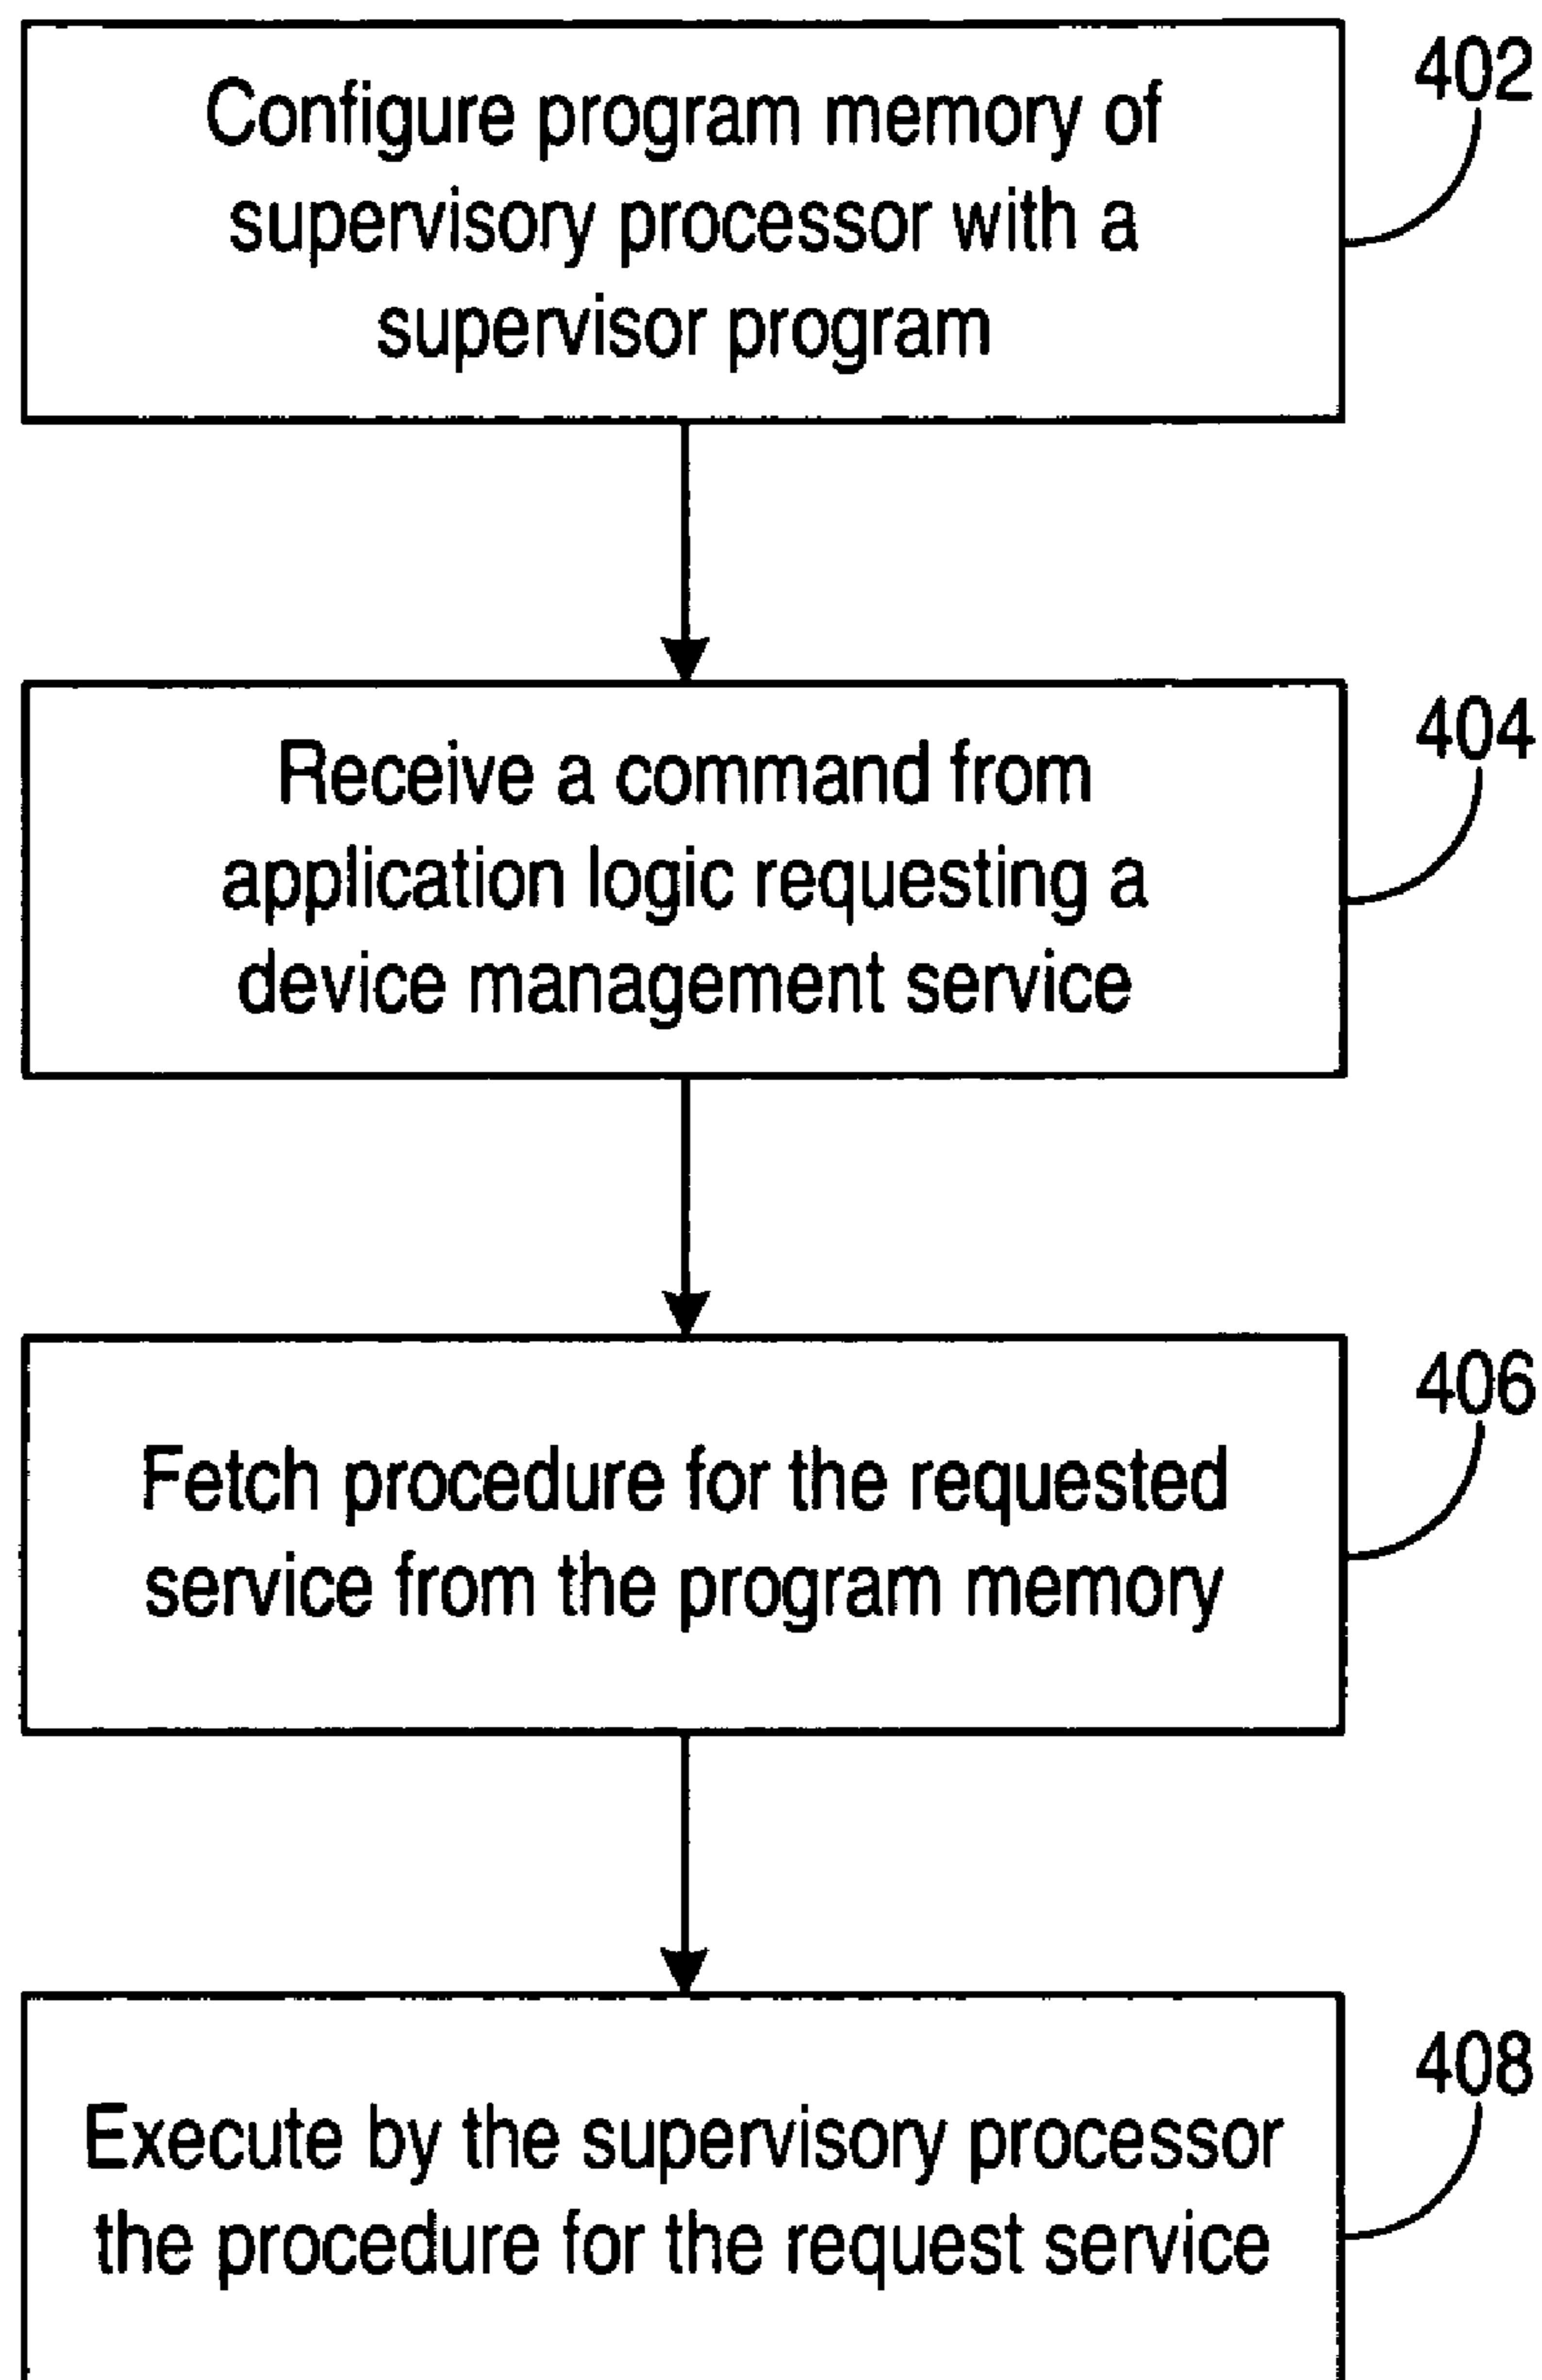 Configure program memory of
supervisory processor with a
supervisor program
402
Receive a command from
application logic requesting a
device management service
404
Fetch procedure for the requested
service from the program memory
406
Execute by the supervisory processor
the procedure for the request service
408